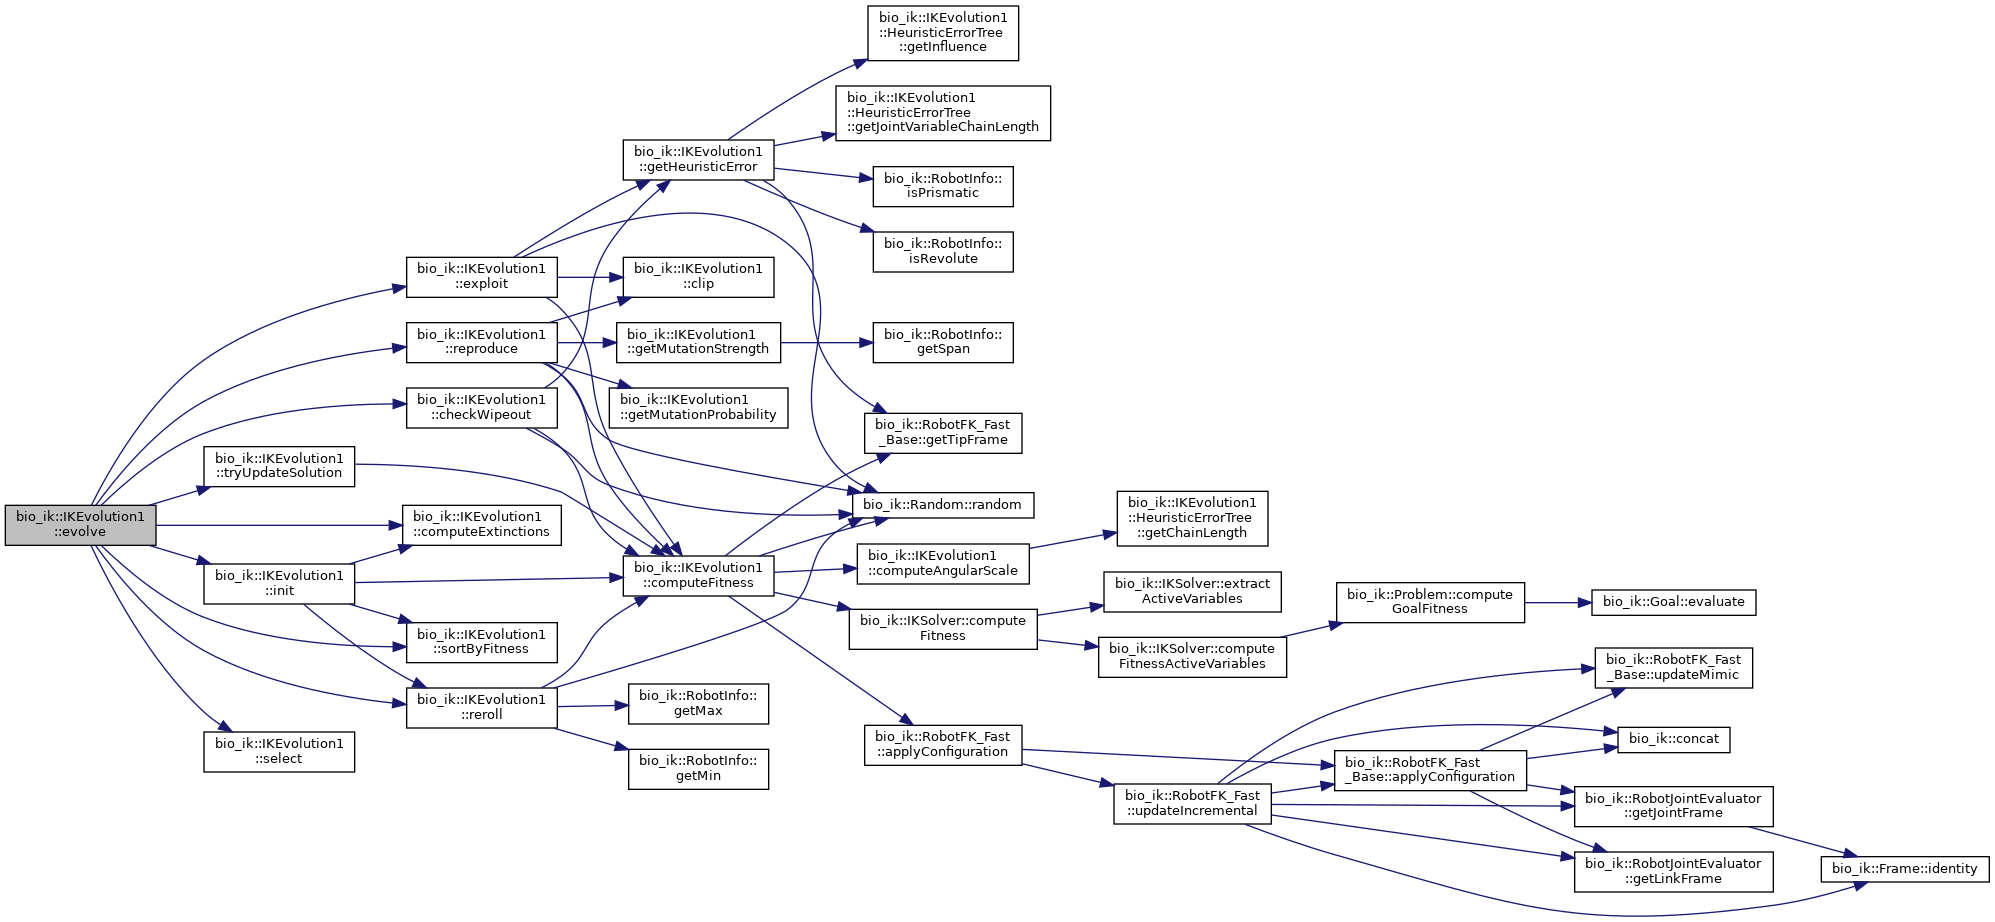 bio_ik::IKEvolution1
::evolve
bio_ik::IKEvolution1
::tryUpdateSolution
bio_ik::IKEvolution1
::init
bio_ik::IKEvolution1
::select
bio_ik::IKEvolution1
::exploit
bio_ik::IKEvolution1
::reproduce
bio_ik::IKEvolution1
::checkWipeout
bio_ik::IKEvolution1
::computeExtinctions
bio_ik::IKEvolution1
::sortByFitness
bio_ik::IKEvolution1
::reroll
bio_ik::IKEvolution1
::getHeuristicError
bio_ik::IKEvolution1
::clip
bio_ik::IKEvolution1
::getMutationStrength
bio_ik::IKEvolution1
::getMutationProbability
bio_ik::IKEvolution1
::computeFitness
bio_ik::RobotInfo::
getMax
bio_ik::RobotInfo::
getMin
bio_ik::IKEvolution1
::HeuristicErrorTree
::getInfluence
bio_ik::IKEvolution1
::HeuristicErrorTree
::getJointVariableChainLength
bio_ik::RobotInfo::
isPrismatic
bio_ik::RobotInfo::
isRevolute
bio_ik::RobotInfo::
getSpan
bio_ik::RobotFK_Fast
_Base::getTipFrame
bio_ik::Random::random
bio_ik::IKEvolution1
::computeAngularScale
bio_ik::IKSolver::compute
Fitness
bio_ik::RobotFK_Fast
::applyConfiguration
bio_ik::IKEvolution1
::HeuristicErrorTree
::getChainLength
bio_ik::IKSolver::extract
ActiveVariables
bio_ik::IKSolver::compute
FitnessActiveVariables
bio_ik::RobotFK_Fast
::updateIncremental
bio_ik::Problem::compute
GoalFitness
bio_ik::RobotFK_Fast
_Base::applyConfiguration
bio_ik::Goal::evaluate
bio_ik::RobotFK_Fast
_Base::updateMimic
bio_ik::concat
bio_ik::RobotJointEvaluator
::getJointFrame
bio_ik::RobotJointEvaluator
::getLinkFrame
bio_ik::Frame::identity